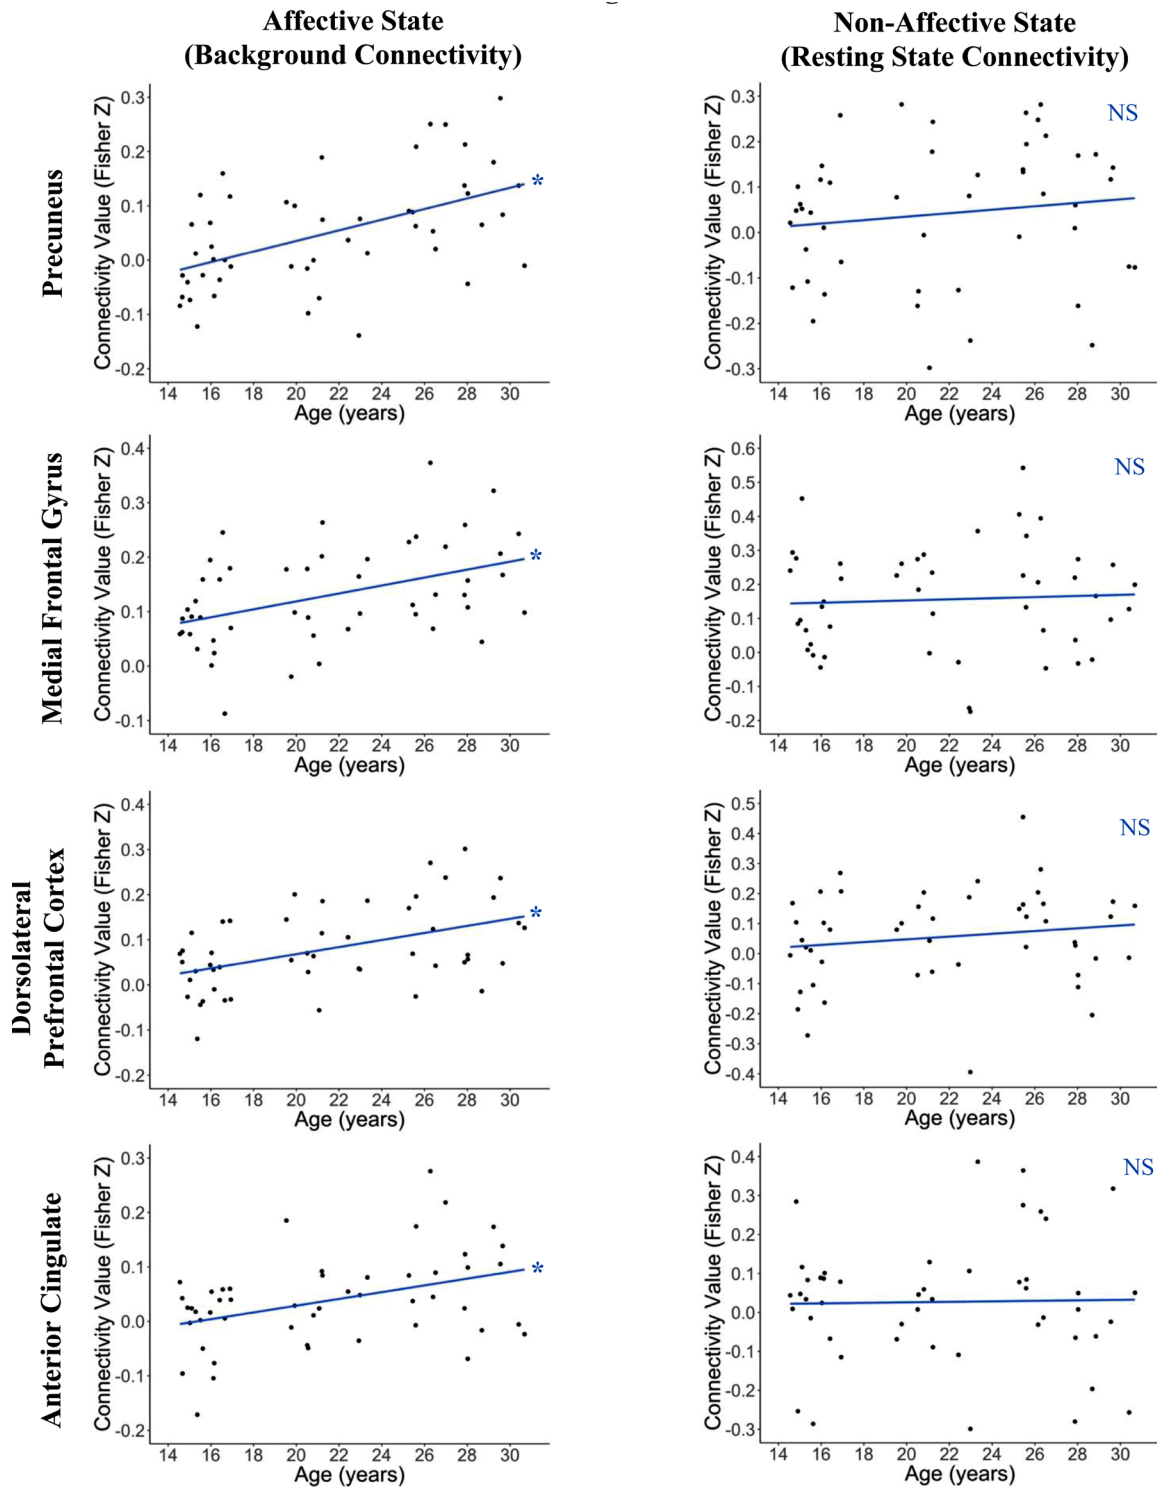 Affective State
(Background Connectivity)
Non-Affective State
(Resting State Connectivity)
Precuneus
Connectivity Value (Fisher Z)
0.3
0.2
0.1
0.0
-0.1
-0.2
*
14 16 18 20 22 24 26 28 30
Age (years)
Connectivity Value (Fisher Z)
0.3
0.2
0.1
0.0
-0.1
-0.2
-0.3
NS
14 16 18 20 22 24 26 28 30
Age (years)
Medial Frontal Gyrus
Connectivity Value (Fisher Z)
0.4
0.3
0.2
0.1
0.0
-0.1
*
14 16 18 20 22 24 26 28 30
Age (years)
Connectivity Value (Fisher Z)
0.6
0.5
0.4
0.3
0.2
0.1
0.0
-0.1
-0.2
NS
14 16 18 20 22 24 26 28 30
Age (years)
Dorsolateral
Prefrontal Cortex
Connectivity Value (Fisher Z)
0.4
0.3
0.2
0.1
0.0
-0.1
-0.2
*
14 16 18 20 22 24 26 28 30
Age (years)
Connectivity Value (Fisher Z)
0.5
0.4
0.3
0.2
0.1
0.0
-0.1
-0.2
-0.3
-0.4
NS
14 16 18 20 22 24 26 28 30
Age (years)
Anterior Cingulate
Connectivity Value (Fisher Z)
0.3
0.2
0.1
0.0
-0.1
-0.2
*
14 16 18 20 22 24 26 28 30
Age (years)
Connectivity Value (Fisher Z)
0.4
0.3
0.2
0.1
0.0
-0.1
-0.2
-0.3
NS
14 16 18 20 22 24 26 28 30
Age (years)